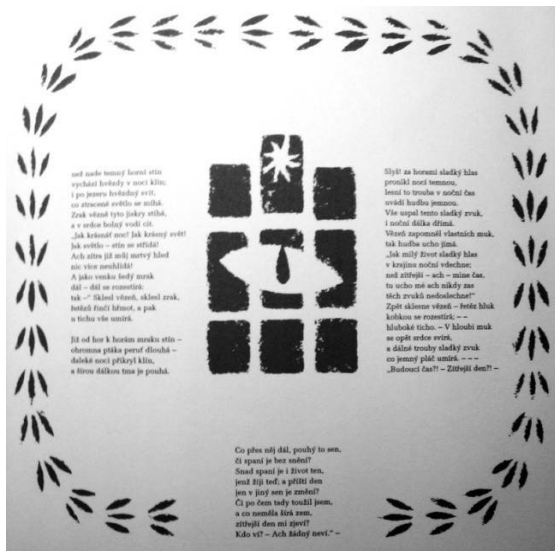 než nade temný horní stín
vychází hvězdy v noci klín;
i po jezeru hvězdný svit,
co ztracené světlo se míhá.
Zrak vězně tyto jiskry stihá,
a v srdce bolný vodí cit.
„Jak krásnáť noc! Jak krásný svět!
Jak světlo – stín se střídá!
Ach zítra již můj mrtvý hled
nic více neuhlídá!
A jako venku šedý mrak
dál – dál se rozestírá:
tak –“ Sklesl vězeň, sklesl zrak,
řetězů řinčí hřmot, a pak
u tichu vše umírá.
Již od hor k horám mraku stín –
ohromna ptáka peruť dlouhá –
daleké noci přikryl klín,
a šírou dálkou tma je pouhá.
Slyš! za horami sladký hlas
pronikl nocí temnou,
lesní to trouba v noční čas
uvádí hudbu jemnou.
Vše uspal tento sladký zvuk,
i noční dálka dřímá.
Vězeň zapomněl vlastních muk,
tak hudba ucho jímá.
„Jak milý život sladký hlas
v krajinu noční vdechne;
než zítřejší – ach – mine čas,
tu ucho mé ach nikdy zas
těch zvuků nedoslechne!“
Zpět sklesne vězeň – řetěz hluk
kobkou se rozestírá; – –
hluboké ticho. – V hloubi muk
se opět srdce svírá,
a dálné trouby sladký zvuk
co jemný pláč umírá. – – –
„Budoucí čas?! – Zítřejší den?! –
Co přes něj dál, pouhý to sen,
či spaní je bez snění?
Snad spaní je i život ten,
jenž žiji teď; a příští den
jen v jiný sen je změní?
Či po čem tady toužil jsem,
a co neměla šírá zem,
zítřejší den mi zjeví?
Kdo ví? – Ach žádný neví.“ –